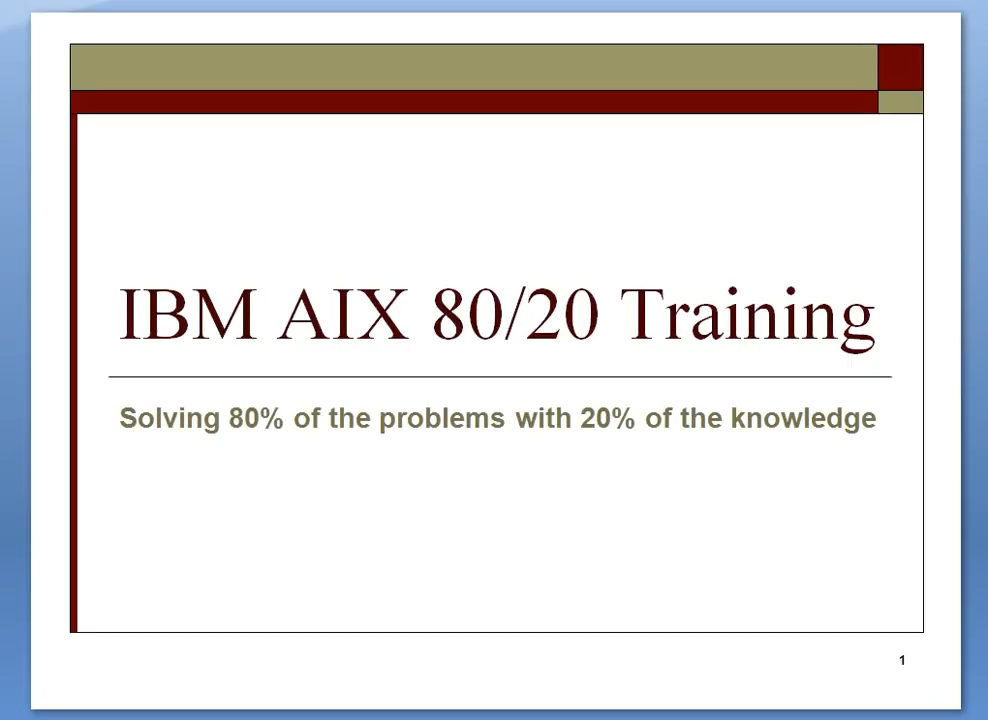 IBM AIX 80/20 Training
Solving 80% of the problems with 20% of the knowledge
1